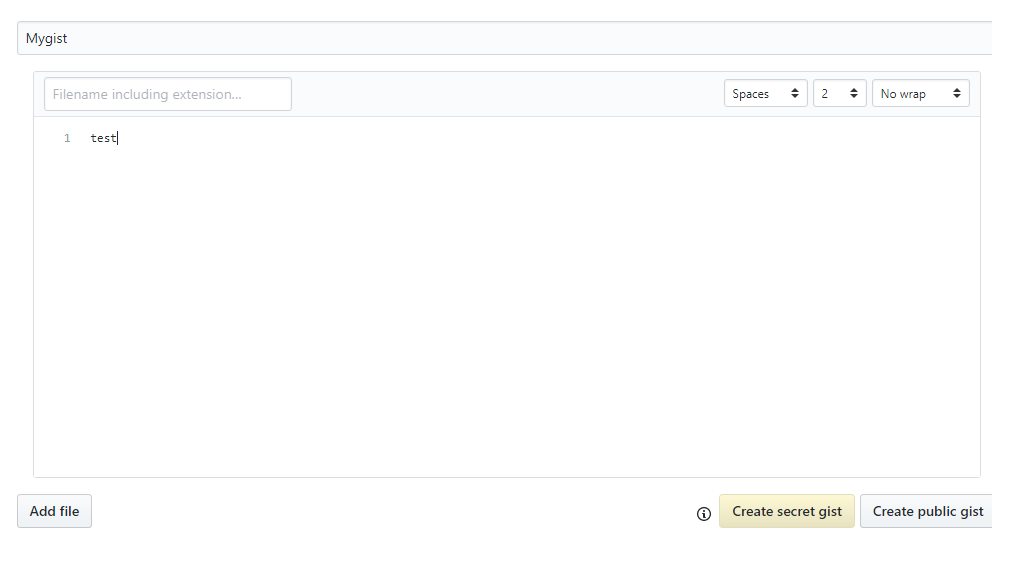 Mygist
Filename including extension... Spaces 2 No wrap
1 test
Add file Create secret gist Create public gist